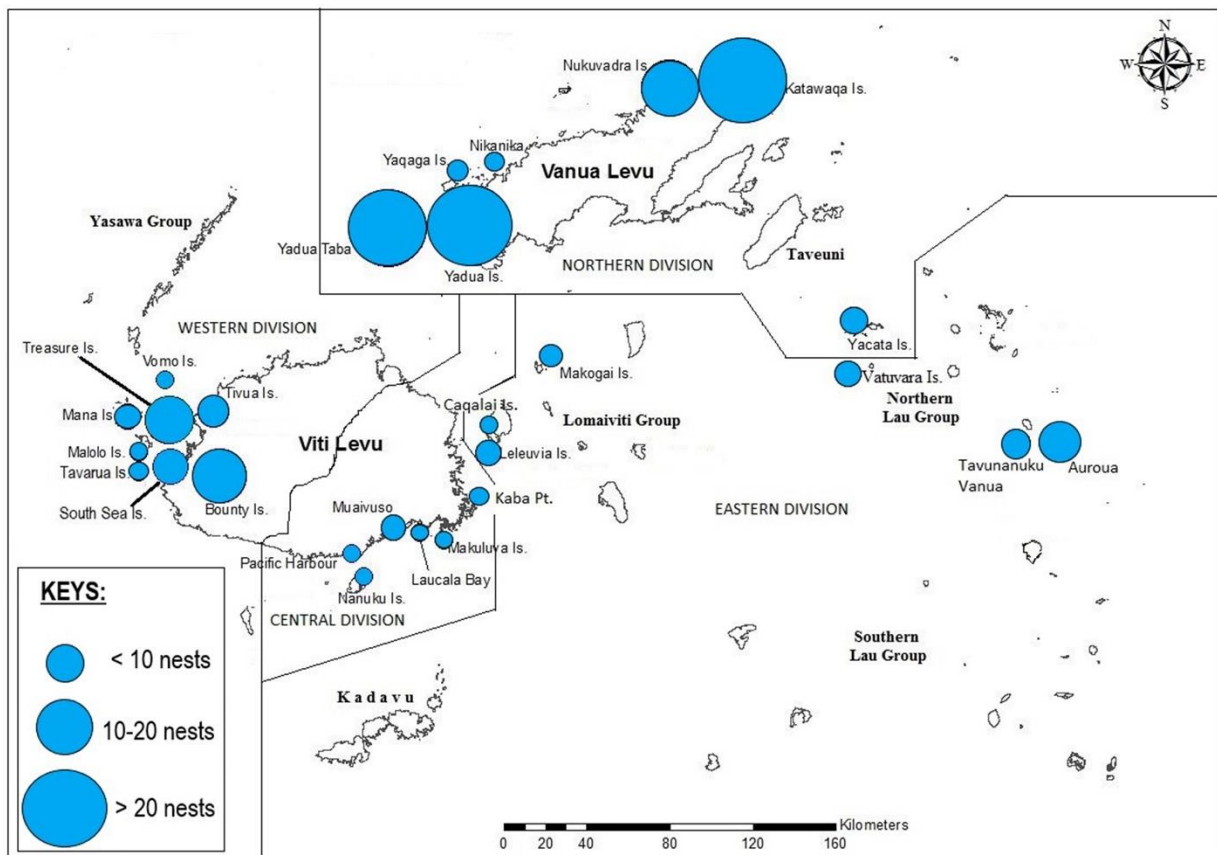 N
W E
S
Nukuvadra Is.
Katawaqa Is.
Nikanika
Yaqaga Is.
Vanua Levu
Yasawa Group
Yadua Taba
Yadua Is.
NORTHERN DIVISION
Taveuni
WESTERN DIVISION
Treasure Is.
Vomo Is.
Tivua Is.
Mana Is
Malolo Is.
Tavarua Is.
South Sea Is.
Bounty Is.
Viti Levu
Yacata Is.
Makogai Is.
Vatuvara Is.
Northern
Lau Group
Caqalai Is.
Lomaiviti Group
Leleuvia Is.
Tavunanuku
Vanua
Auroua
Kaba Pt.
EASTERN DIVISION
Muaivuso
Makuluva Is.
Pacific Harbour
Laucala Bay
Nanuku Is.
CENTRAL DIVISION
Southern
Lau Group
Kadavu
KEYS:
< 10 nests
10-20 nests
> 20 nests
Kilometers
0 20 40 80 120 160